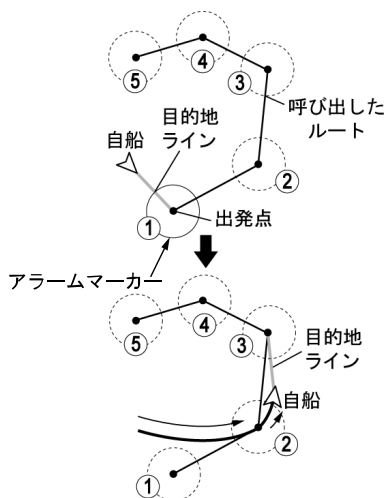 ⑤
④
③
呼び出した
ルート
目的地
ライン
自船
②
①
出発点
アラームマーカー
⑤
④
③
目的地
ライン
自船
②
①